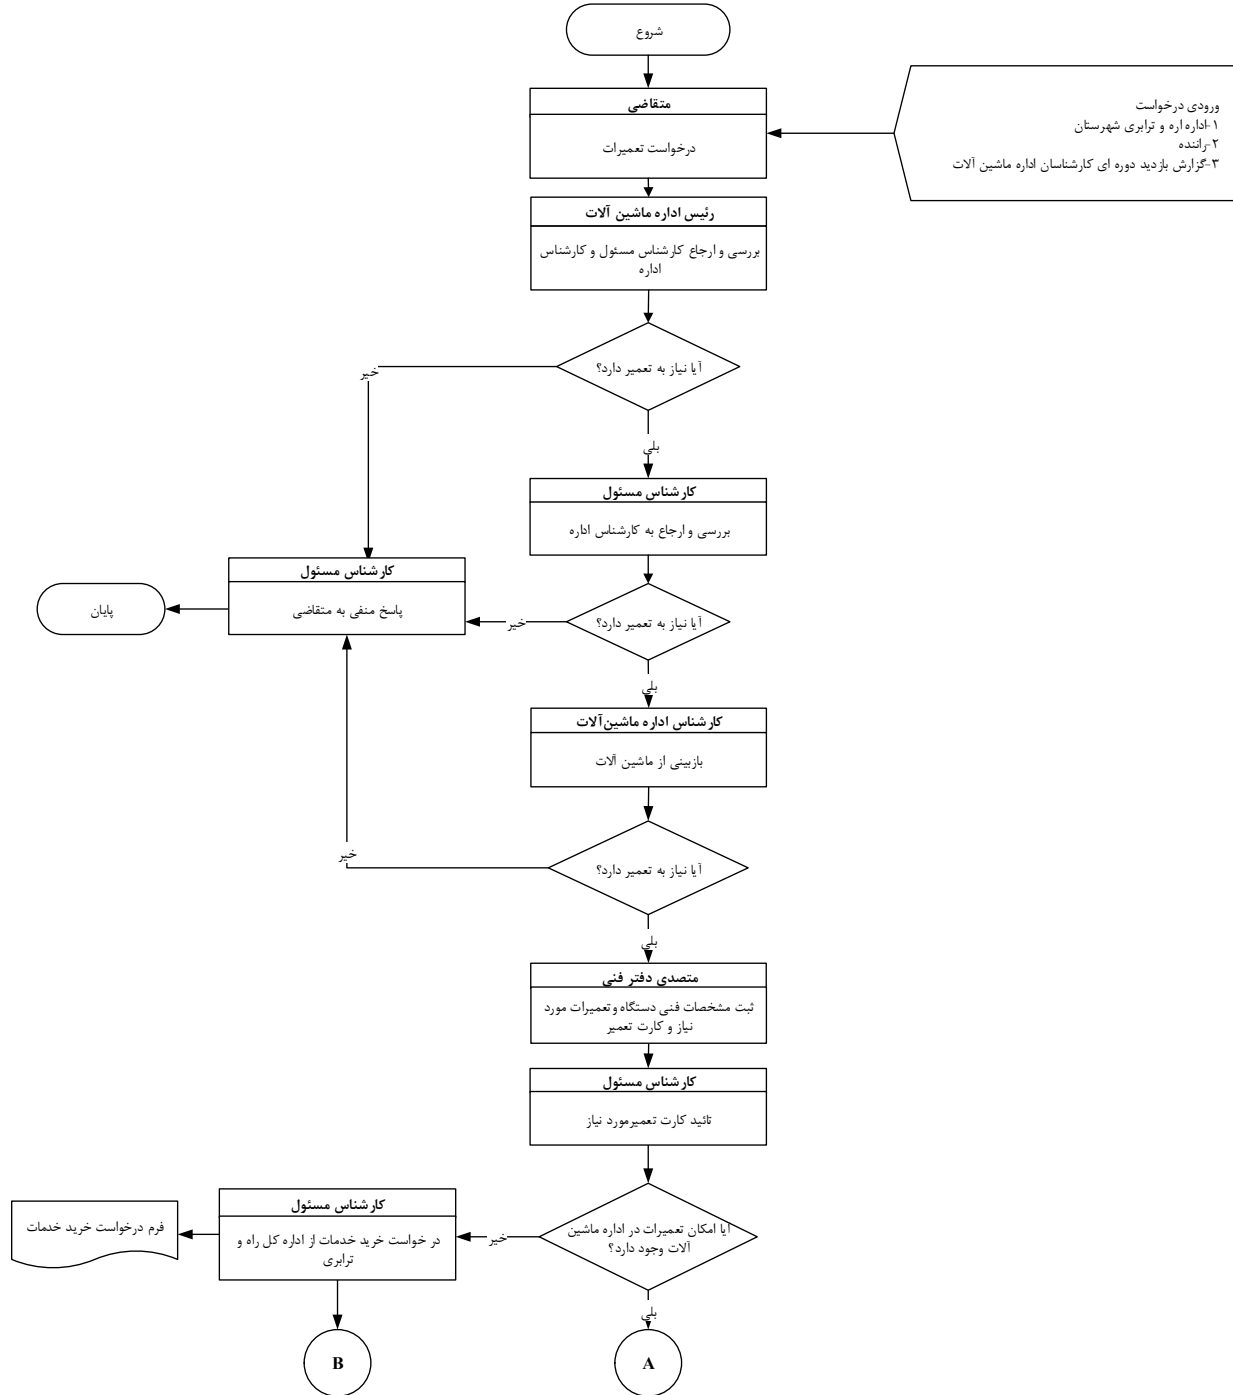 شروع
متقاضی
درخواست تعمیرات
ورودی درخواست
۱-اداره اره و ترابری شهرستان
۲-راننده
۳-گزارش بازدید دوره ای کارشناسان اداره ماشین آلات
رئیس اداره ماشین آلات
بررسی و ارجاع کارشناس مسئول و کارشناس
اداره
آیا نیاز به تعمیر دارد؟
خیر
بلی
کارشناس مسئول
بررسی و ارجاع به کارشناس اداره
کارشناس مسئول
پاسخ منفی به متقاضی
پایان
آیا نیاز به تعمیر دارد؟
خیر
بلی
کارشناس اداره ماشین‌آلات
بازبینی از ماشین آلات
آیا نیاز به تعمیر دارد؟
خیر
بلی
متصدی دفتر فنی
ثبت مشخصات فنی دستگاه وتعمیرات مورد
نیاز و کارت تعمیر
کارشناس مسئول
تائید کارت تعمیرمورد نیاز
آیا امکان تعمیرات در اداره ماشین
آلات وجود دارد؟
خیر
بلی
کارشناس مسئول
در خواست خرید خدمات از اداره کل راه و
ترابری
فرم درخواست خرید خدمات
A
B